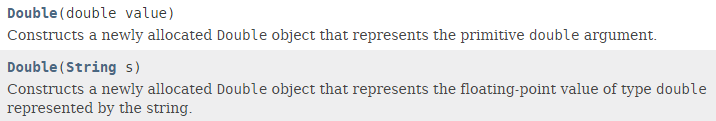 Double(double value)
Constructs a newly allocated Double object that represents the primitive double argument.
Double(String s)
Constructs a newly allocated Double object that represents the floating-point value of type double
represented by the string.